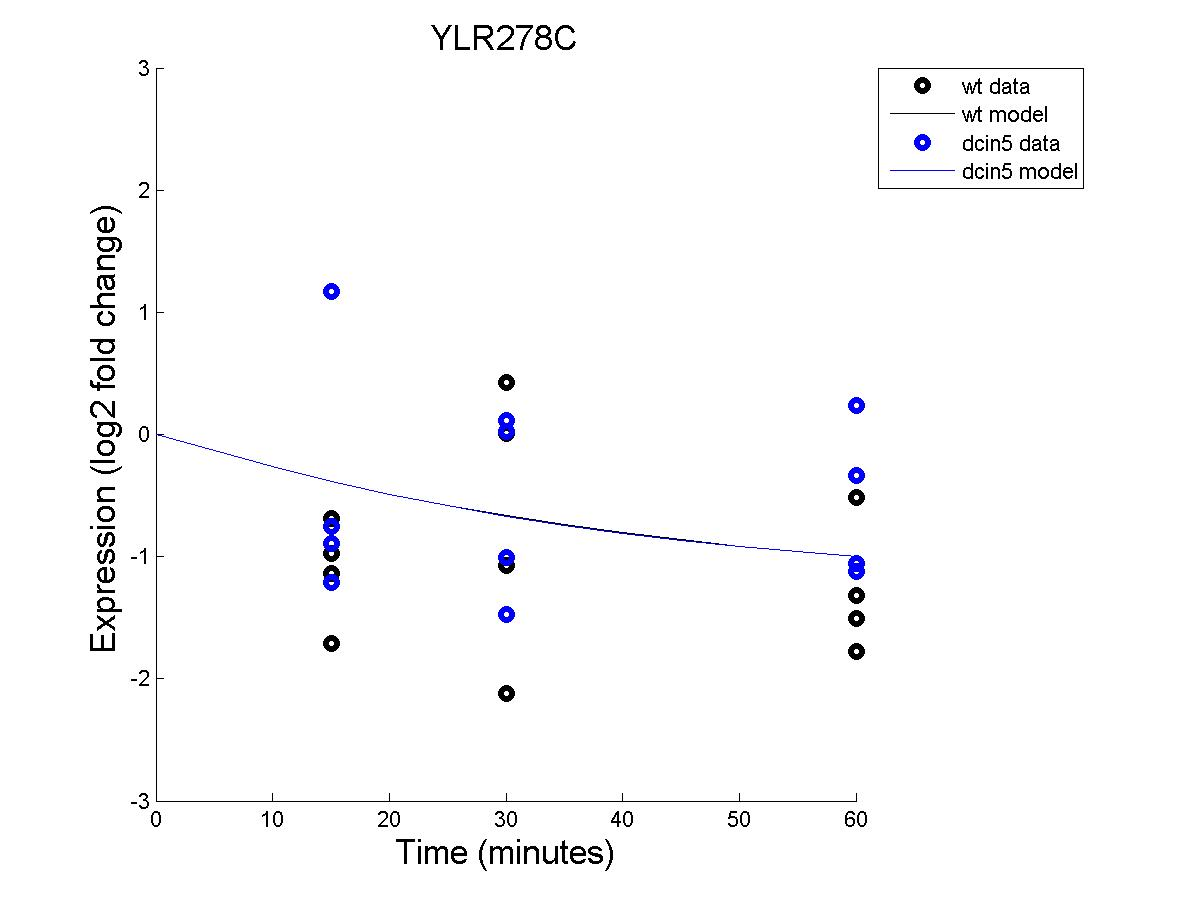 YLR278C
3
2
1
0
-1
-2
-3
Expression (log2 fold change)
0 10 20 30 40 50 60
Time (minutes)
wt data
wt model
dcin5 data
dcin5 model